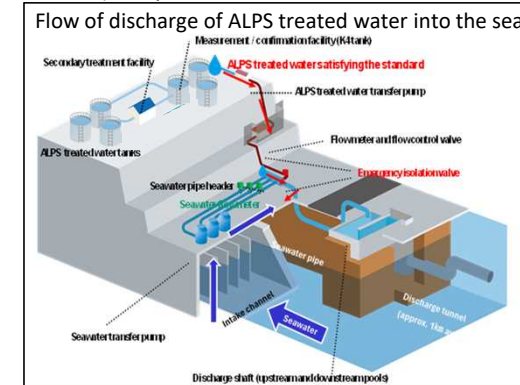 Flow of discharge of ALPS treated water into the sea
Measurement / confirmation facility (K4 tank)
Secondary treatment facility
ALPS treated water satisfying the standard
ALPS treated water transfer pump
Flowmeter and flow control valve
ALPS treated water tanks
Emergency isolation valve
Seawater pipe header
Seawater flowmeter
Seawater pipe
Intake channel
Seawater
Discharge tunnel
(approx. 1km
Seawater transfer pump
Discharge shaft (upstream and downstream pools)